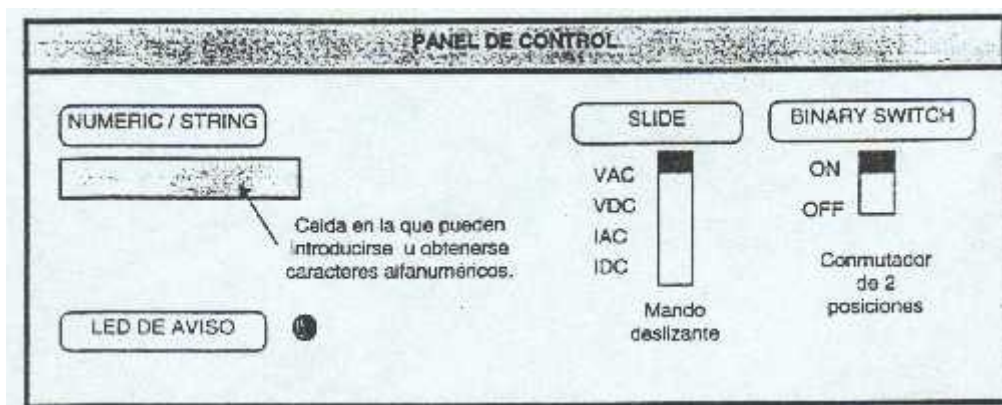 PANEL DE CONTROL
NUMERIC / STRING
Celda en la que pueden
introducirse u obtenerse
caracteres alfanuméricos.
LED DE AVISO
SLIDE
VAC
VDC
IAC
IDC
Mando
deslizante
BINARY SWITCH
ON
OFF
Conmutador
de 2
posiciones